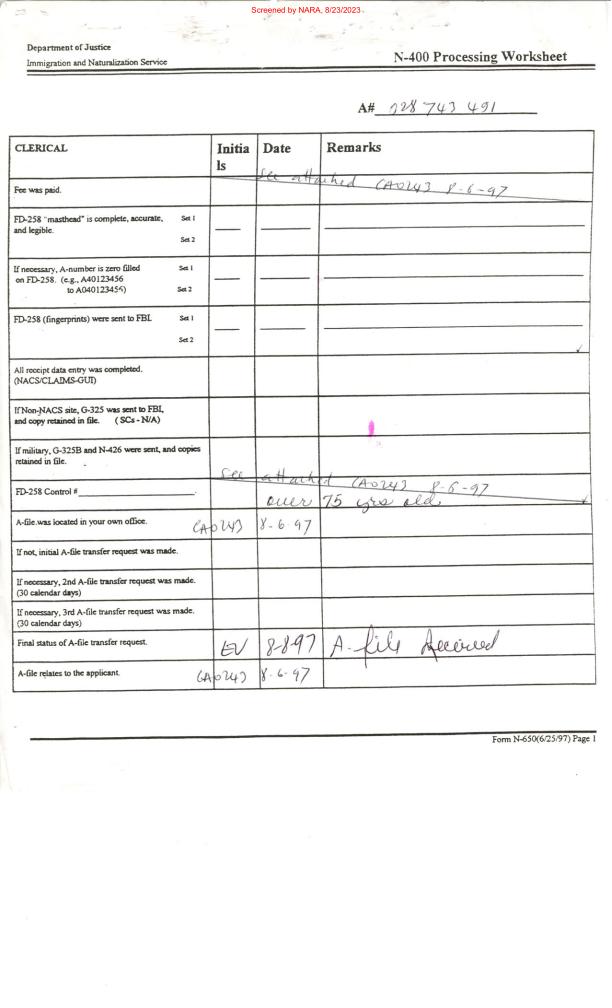 Screened by NARA, 8/23/2023
Department of Justice
Immigration and Naturalization Service
N-400 Processing Worksheet
A# 028 743 491
CLERICAL Initials Date Remarks
See attached CA0243 8-6-97
Fee was paid.
FD-258 "masthead" is complete, accurate, and legible. Set 1
Set 2
If necessary, A-number is zero filled on FD-258. (e.g., A40123456 to A040123456) Set 1
Set 2
FD-258 (fingerprints) were sent to FBI. Set 1
Set 2
All receipt data entry was completed.
(NACS/CLAIMS-GUI)
If Non-NACS site, G-325 was sent to FBI,
and copy retained in file. (SCs - N/A)
If military, G-325B and N-426 were sent, and copies
retained in file.
See attached CA0243 8-6-97
FD-258 Control #
over 75 yrs old.
A-file was located in your own office. CA0243 8-6-97
If not, initial A-file transfer request was made.
If necessary, 2nd A-file transfer request was made.
(30 calendar days)
If necessary, 3rd A-file transfer request was made.
(30 calendar days)
Final status of A-file transfer request. EV 8-8-97 A-file Received
A-file relates to the applicant. CA0243 8-6-97
Form N-650(6/25/97) Page 1